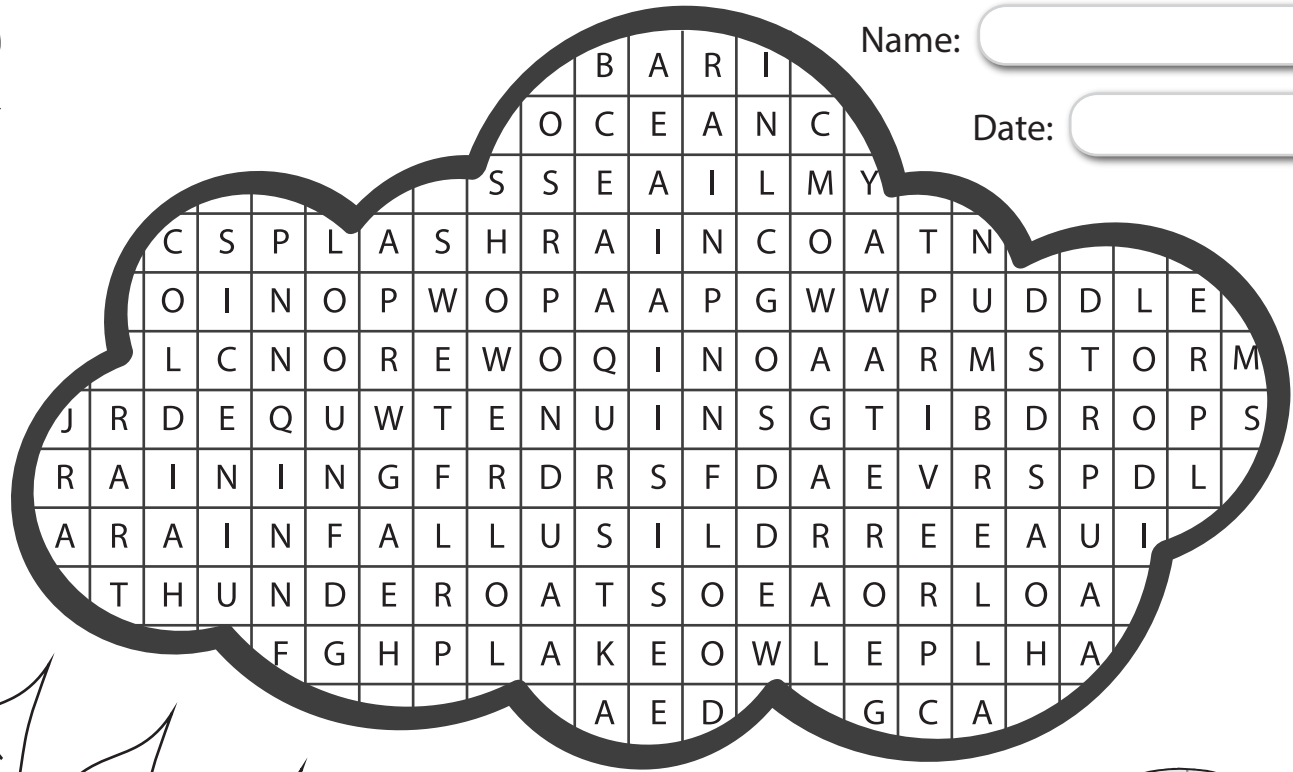 Name:
Date:
B A R I
O C E A N C
S S E A I L M Y
C S P L A S H R A I N C O A T N
O I N O P W O P A A P G W W P U D D L E
L C N O R E W O Q I N O A A R M S T O R M
J R D E Q U W T E N U I N S G T I B D R O P S
R A I N I N G F R D R S F D A E V R S P D L
A R A I N F A L L U S I L D R R E E A U I
T H U N D E R O A T S O E A O R L O A
F G H P L A K E O W L E P L H A
A E D G C A